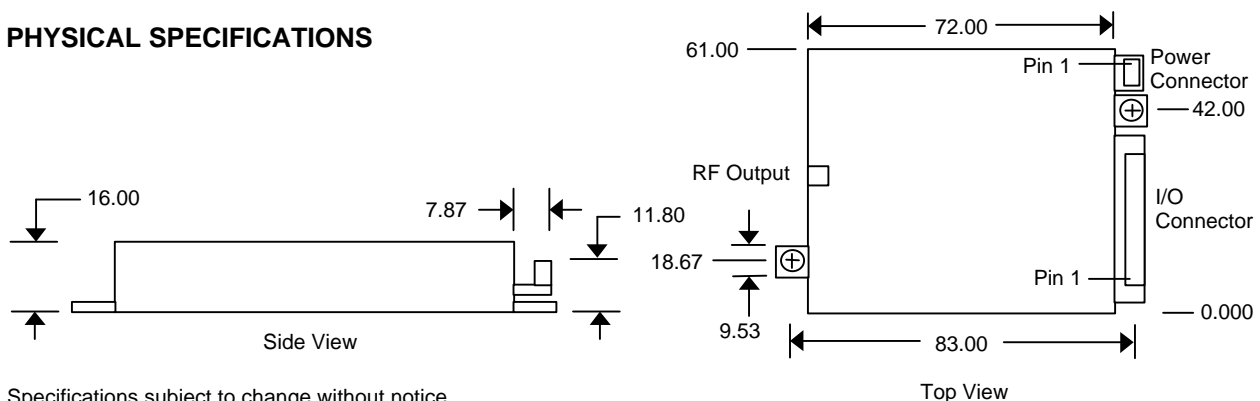 PHYSICAL SPECIFICATIONS
16.00
7.87
11.80
Side View
72.00
61.00
Pin 1
Power
Connector
42.00
RF Output
I/O
Connector
18.67
Pin 1
9.53
0.000
83.00
Top View
Specifications subject to change without notice